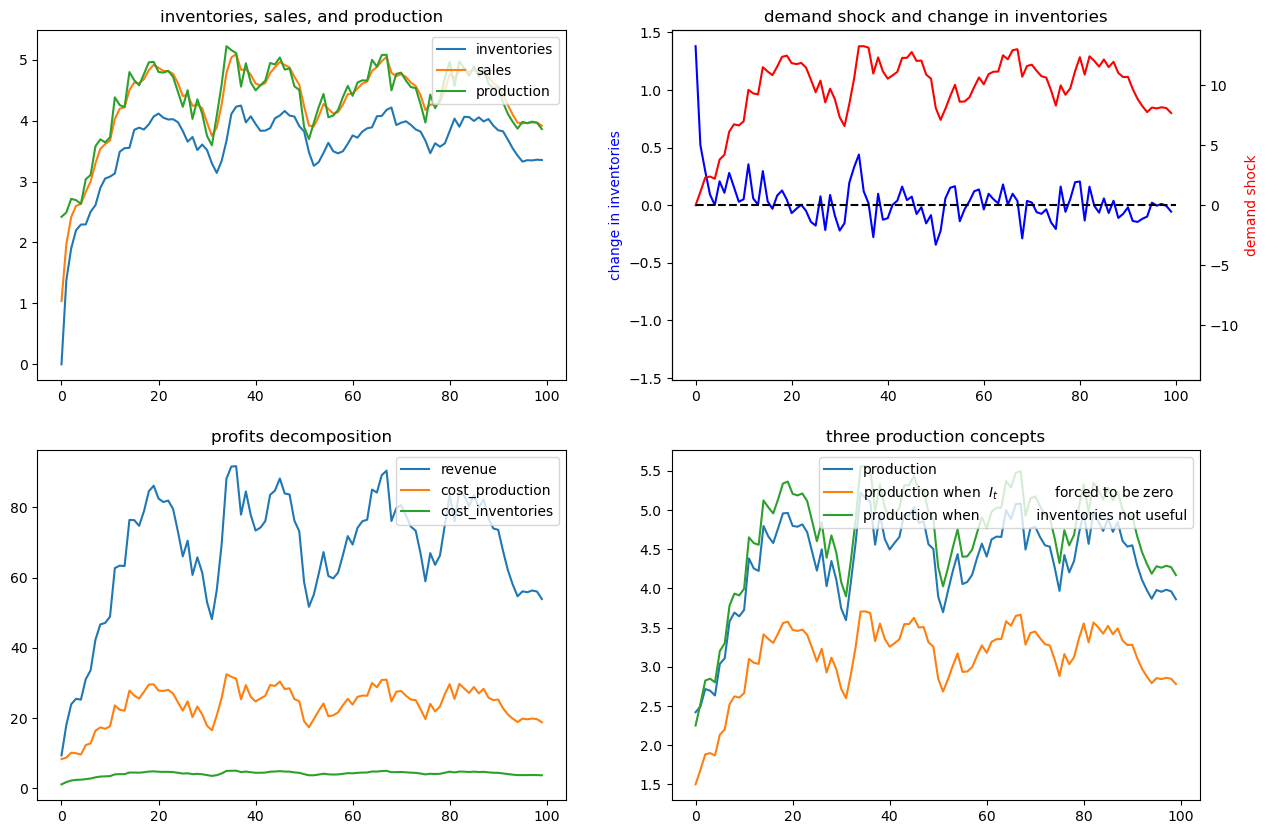 inventories, sales, and production
inventories
sales
production
5
4
3
2
1
0
0 20 40 60 80 100
demand shock and change in inventories
change in inventories
1.5
1.0
0.5
0.0
−0.5
−1.0
−1.5
10
5
0
−5
−10
demand shock
0 20 40 60 80 100
profits decomposition
revenue
cost_production
cost_inventories
80
60
40
20
0
0 20 40 60 80 100
three production concepts
production
production when I_t forced to be zero
production when inventories not useful
5.5
5.0
4.5
4.0
3.5
3.0
2.5
2.0
1.5
0 20 40 60 80 100